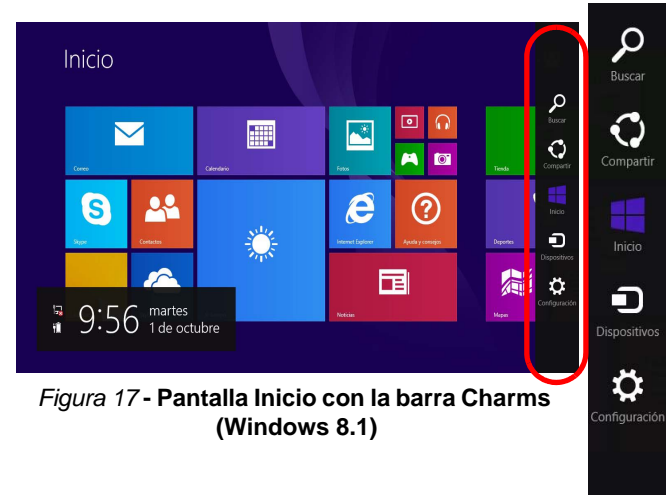 Inicio
Buscar
Compartir
Inicio
Dispositivos
Configuración
Correo
Calendario
Fotos
Tienda
Skype
Contactos
Internet Explorer
Ayuda y consejos
Deportes
Noticias
Mapas
9:56 martes
1 de octubre
Buscar
Compartir
Inicio
Dispositivos
Configuración
Figura 17 - Pantalla Inicio con la barra Charms
(Windows 8.1)